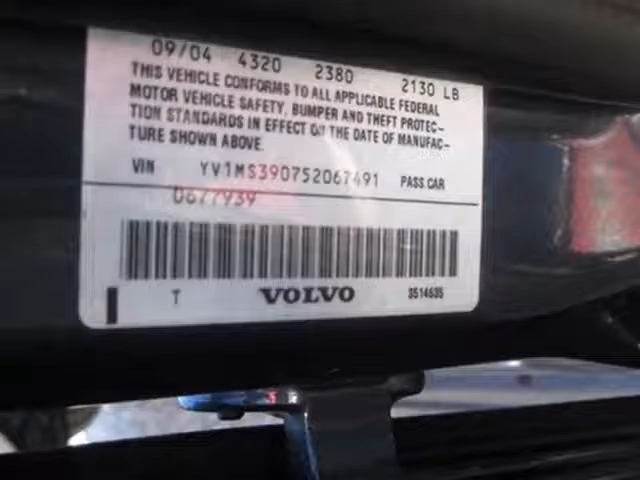 09/04 4320 2380 2130 LB
THIS VEHICLE CONFORMS TO ALL APPLICABLE FEDERAL
MOTOR VEHICLE SAFETY, BUMPER AND THEFT PROTEC-
TION STANDARDS IN EFFECT ON THE DATE OF MANUFAC-
TURE SHOWN ABOVE.
VIN YV1MS390752067491 PASS CAR
0677939
T VOLVO 3514635